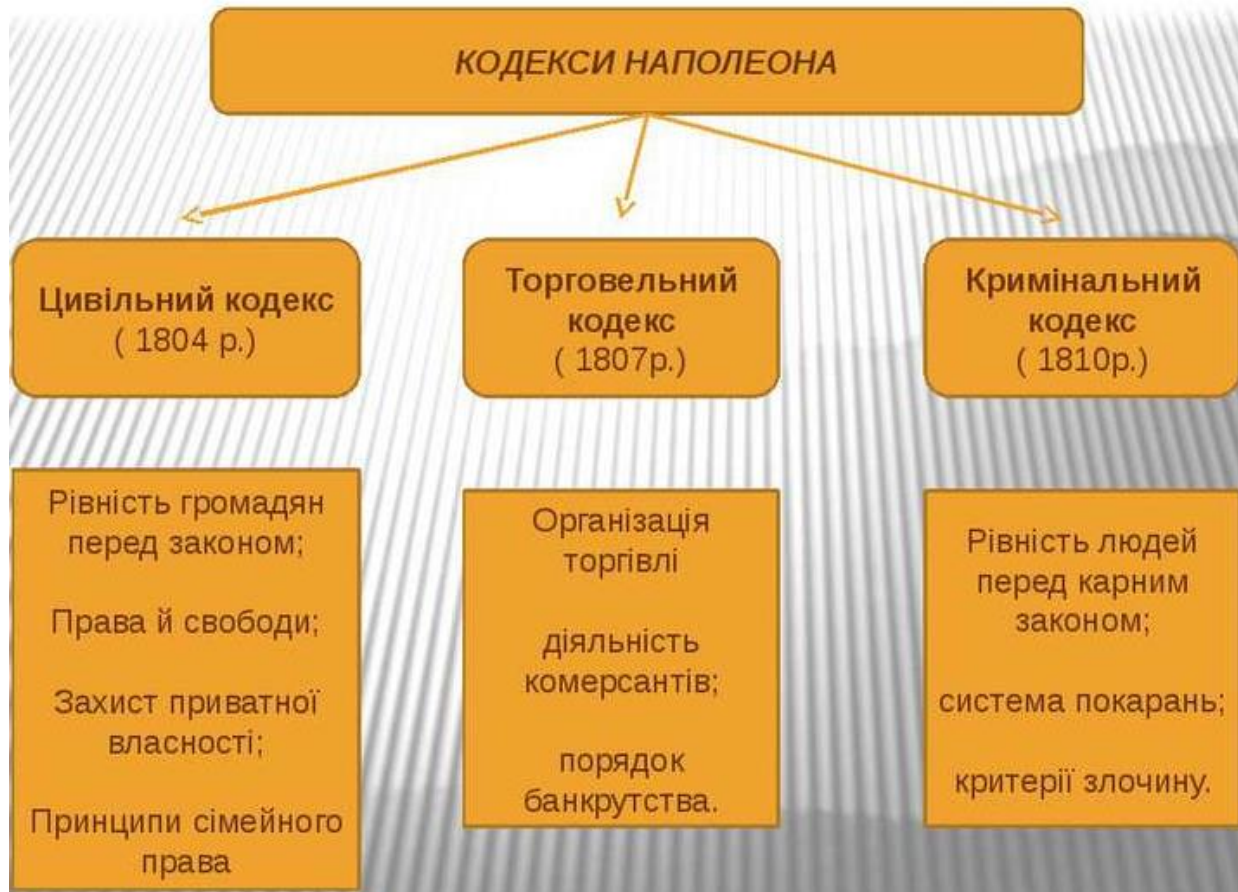 КОДЕКСИ НАПОЛЕОНА
Цивільний кодекс
( 1804 р.)
Рівність громадян
перед законом;
Права й свободи;
Захист приватної
власності;
Принципи сімейного
права
Торговельний
кодекс
( 1807р.)
Організація
торгівлі
діяльність
комерсантів;
порядок
банкрутства.
Кримінальний
кодекс
( 1810р.)
Рівність людей
перед карним
законом;
система покарань;
критерії злочину.